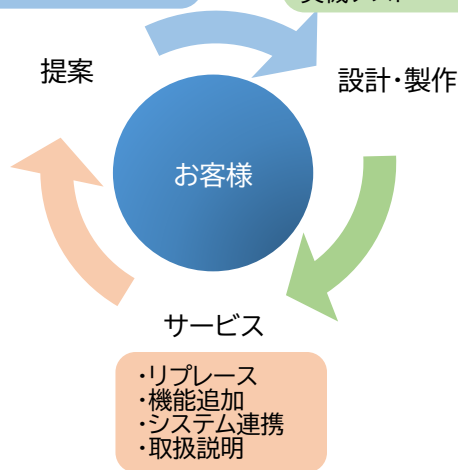 提案
設計・製作
お客様
サービス
・リプレース
・機能追加
・システム連携
・取扱説明